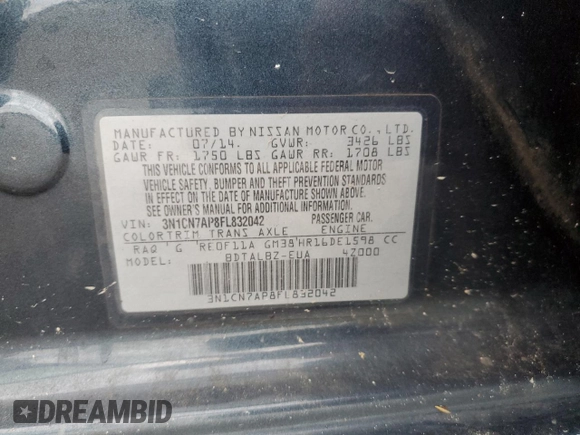 MANUFACTURED BY NISSAN MOTOR CO., LTD.
DATE: 07/14. GVWR: 3426 LBS
GAWR FR: 1750 LBS GAWR RR: 1708 LBS
THIS VEHICLE CONFORMS TO ALL APPLICABLE FEDERAL MOTOR
VEHICLE SAFETY, BUMPER AND THEFT PREVENTION STANDARDS
IN EFFECT ON THE DATE OF MANUFACTURE SHOWN ABOVE.
SEE OWNER'S MANUAL FOR ADDITIONAL INFORMATION.
VIN: 3N1CN7AP8FL832042 PASSENGER CAR.
COLOR TRIM TRANS AXLE ENGINE
RAQ 'G 'RE0F11A GM38'HR16DE1598 CC
MODEL: BDTALBZ-EUA 4Z000
3N1CN7AP8FL832042
DREAMBID